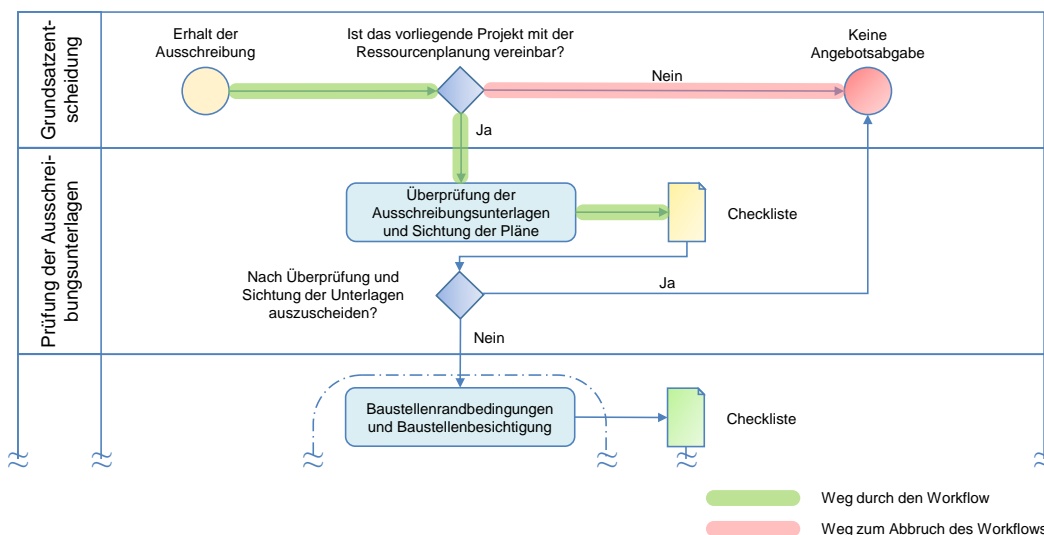 Grundsatzent-
scheidung
Erhalt der
Ausschreibung
Ist das vorliegende Projekt mit der
Ressourcenplanung vereinbar?
Keine
Angebotsabgabe
Nein
Ja
Prüfung der Ausschrei-
bungsunterlagen
Überprüfung der
Ausschreibungsunterlagen
und Sichtung der Pläne
Checkliste
Nach Überprüfung und
Sichtung der Unterlagen
auszuscheiden?
Ja
Nein
Baustellenrandbedingungen
und Baustellenbesichtigung
Checkliste
Weg durch den Workflow
Weg zum Abbruch des Workflows